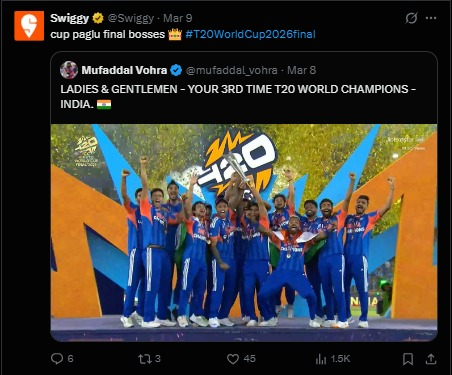 Swiggy @Swiggy · Mar 9
cup paglu final bosses 👑 #T20WorldCup2026final
Mufaddal Vohra @mufaddal_vohra · Mar 8
LADIES & GENTLEMEN - YOUR 3RD TIME T20 WORLD CHAMPIONS -
INDIA. 🇮🇳
T20
6 3 45 1.5K